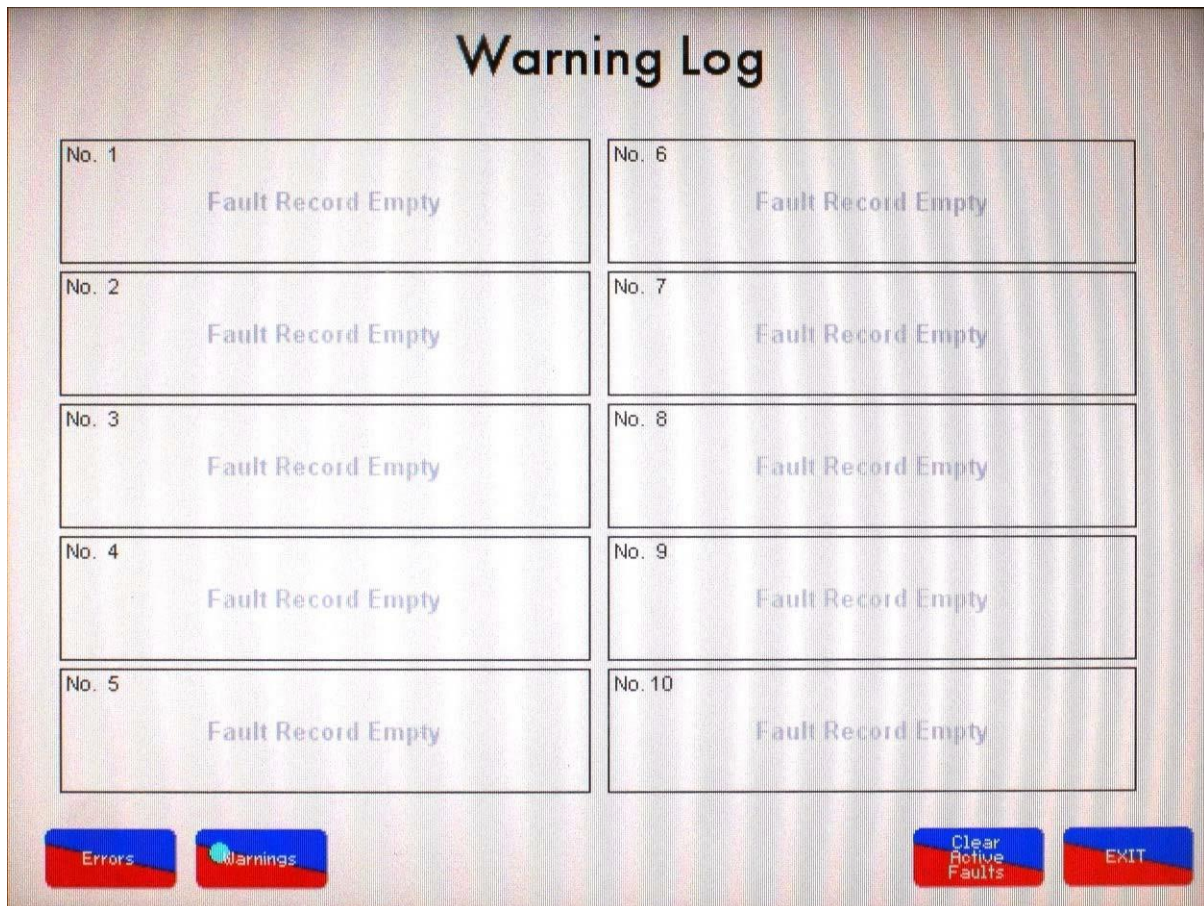 Warning Log
No. 1
Fault Record Empty
No. 2
Fault Record Empty
No. 3
Fault Record Empty
No. 4
Fault Record Empty
No. 5
Fault Record Empty
No. 6
Fault Record Empty
No. 7
Fault Record Empty
No. 8
Fault Record Empty
No. 9
Fault Record Empty
No. 10
Fault Record Empty
Errors
Warnings
Clear
Active
Faults
EXIT